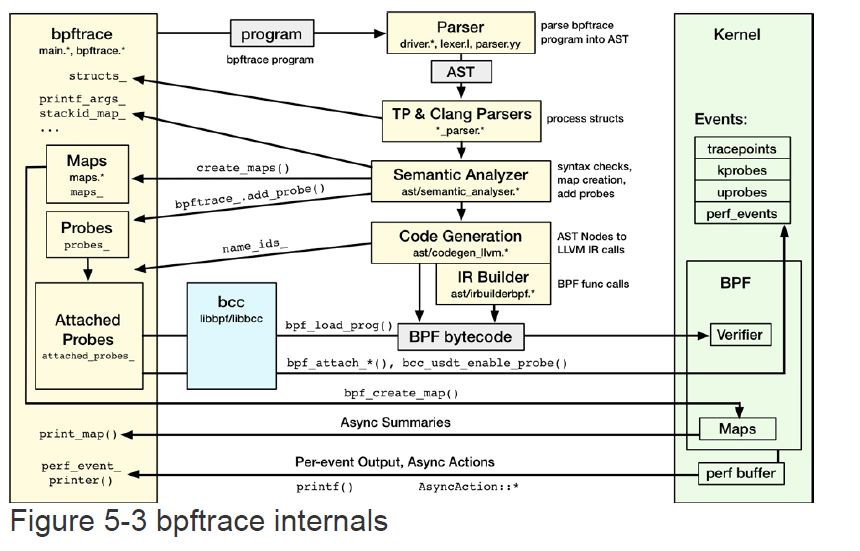 bpftrace
main.*, bpftrace.*
structs_
printf_args_
stackid_map_
...
Maps
maps.*
maps_
Probes
probes_
Attached
Probes
attached_probes_
print_map()
perf_event_
printer()
program
bpftrace program
create_maps()
bpftrace_.add_probe()
name_ids_
bcc
libbpf/libbcc
Parser
driver.*, lexer.l, parser.yy
parse bpftrace
program into AST
AST
TP & Clang Parsers
*_parser.*
process structs
Semantic Analyzer
ast/semantic_analyser.*
syntax checks,
map creation,
add probes
Code Generation
ast/codegen_llvm.*
AST Nodes to
LLVM IR calls
IR Builder
ast/irbuilderbpf.*
BPF func calls
bpf_load_prog()
BPF bytecode
bpf_attach_*(), bcc_usdt_enable_probe()
bpf_create_map()
Async Summaries
Per-event Output, Async Actions
printf() AsyncAction::*
Kernel
Events:
tracepoints
kprobes
uprobes
perf_events
BPF
Verifier
Maps
perf buffer
Figure 5-3 bpftrace internals